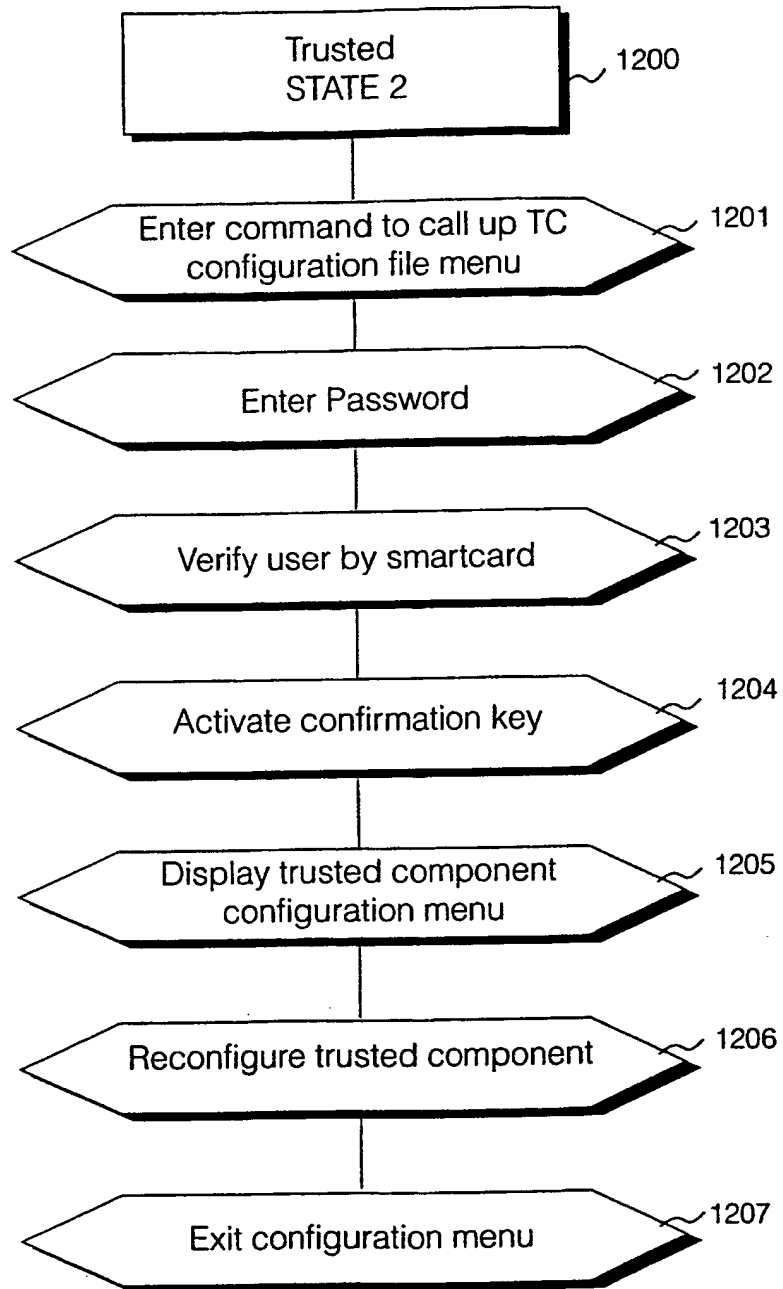 Trusted
STATE 2
1200
Enter command to call up TC
configuration file menu
1201
Enter Password
1202
Verify user by smartcard
1203
Activate confirmation key
1204
Display trusted component
configuration menu
1205
Reconfigure trusted component
1206
Exit configuration menu
1207